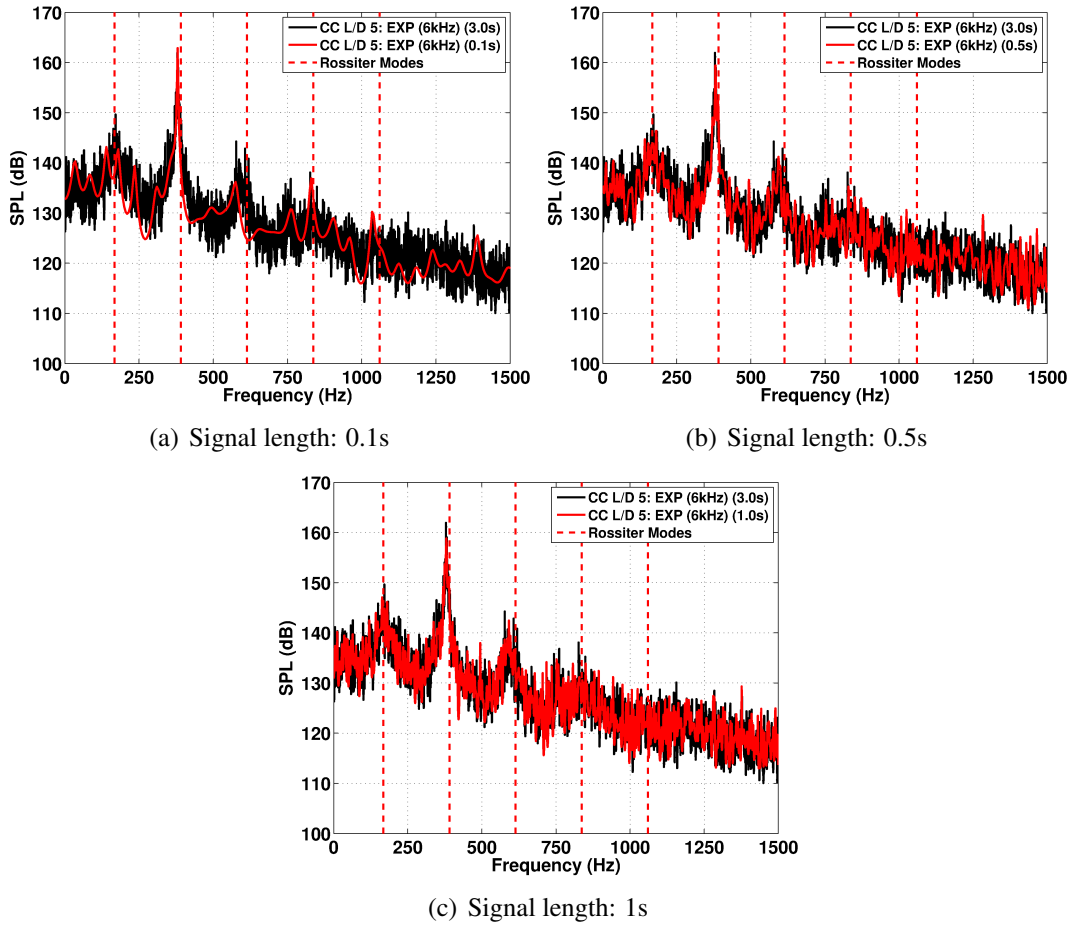 170
160
150
140
130
120
110
100
SPL (dB)
CC L/D 5: EXP (6kHz) (3.0s)
CC L/D 5: EXP (6kHz) (0.1s)
Rossiter Modes
0 250 500 750 1000 1250 1500
Frequency (Hz)
(a) Signal length: 0.1s
170
160
150
140
130
120
110
100
SPL (dB)
CC L/D 5: EXP (6kHz) (3.0s)
CC L/D 5: EXP (6kHz) (0.5s)
Rossiter Modes
0 250 500 750 1000 1250 1500
Frequency (Hz)
(b) Signal length: 0.5s
170
160
150
140
130
120
110
100
SPL (dB)
CC L/D 5: EXP (6kHz) (3.0s)
CC L/D 5: EXP (6kHz) (1.0s)
Rossiter Modes
0 250 500 750 1000 1250 1500
Frequency (Hz)
(c) Signal length: 1s